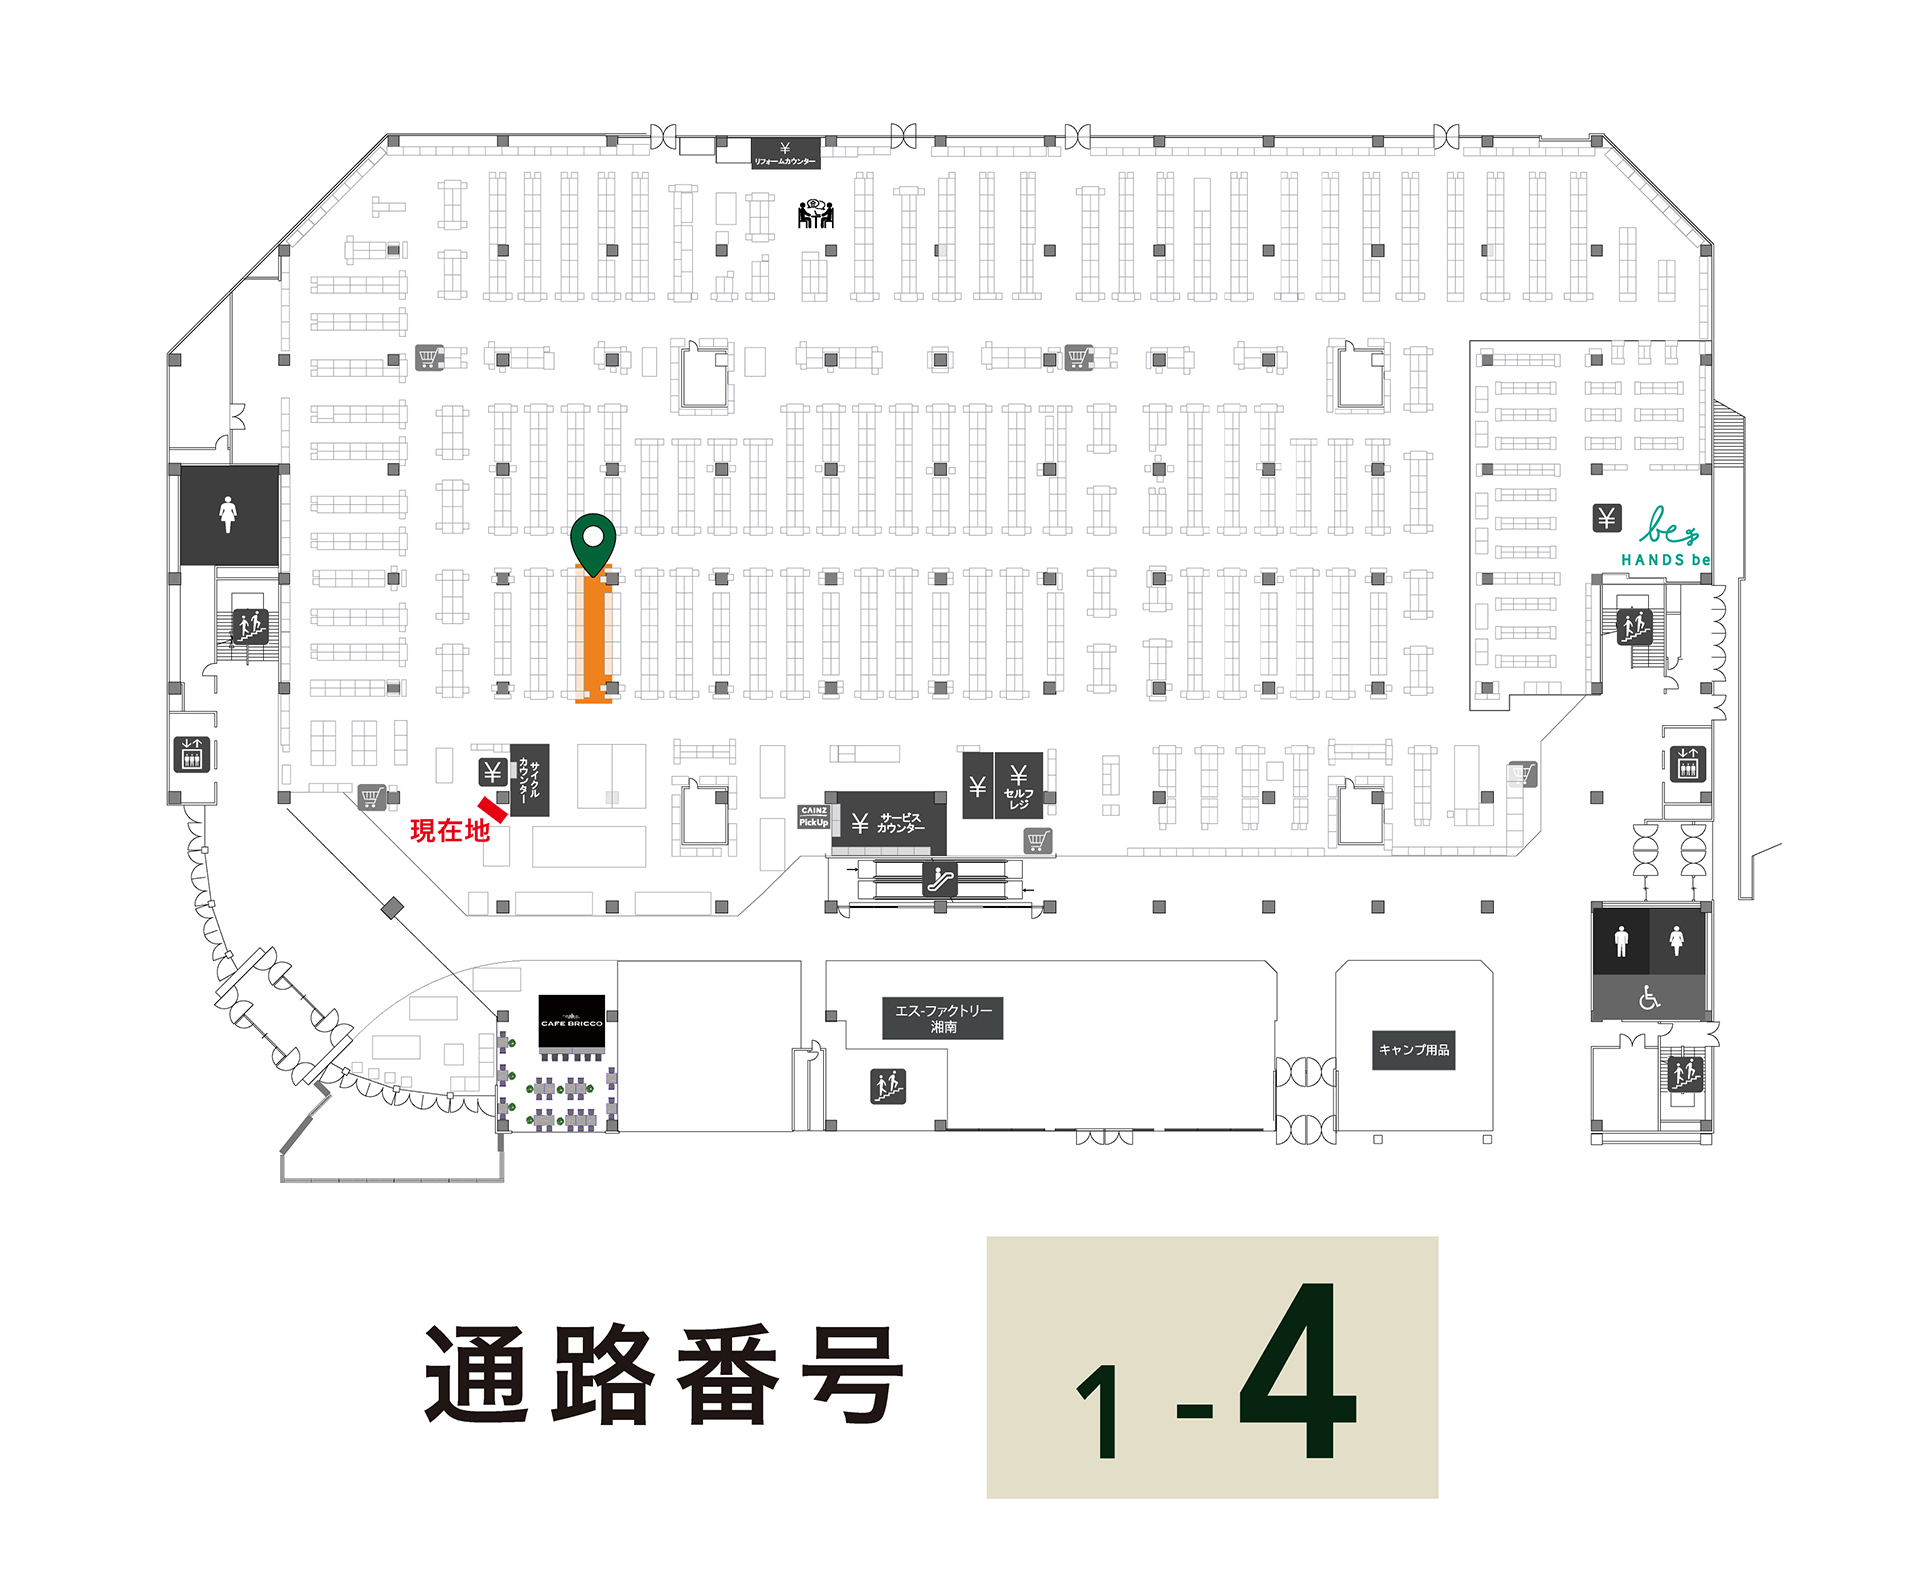 ¥
リフォームカウンター
¥
be
HANDS be
¥
サイクル
カウンター
現在地
CAINZ
PickUp
¥ サービス
カウンター
¥
¥
セルフ
レジ
CAFE BRICCO
エス-ファクトリー
湘南
キャンプ用品
通路番号
1-4